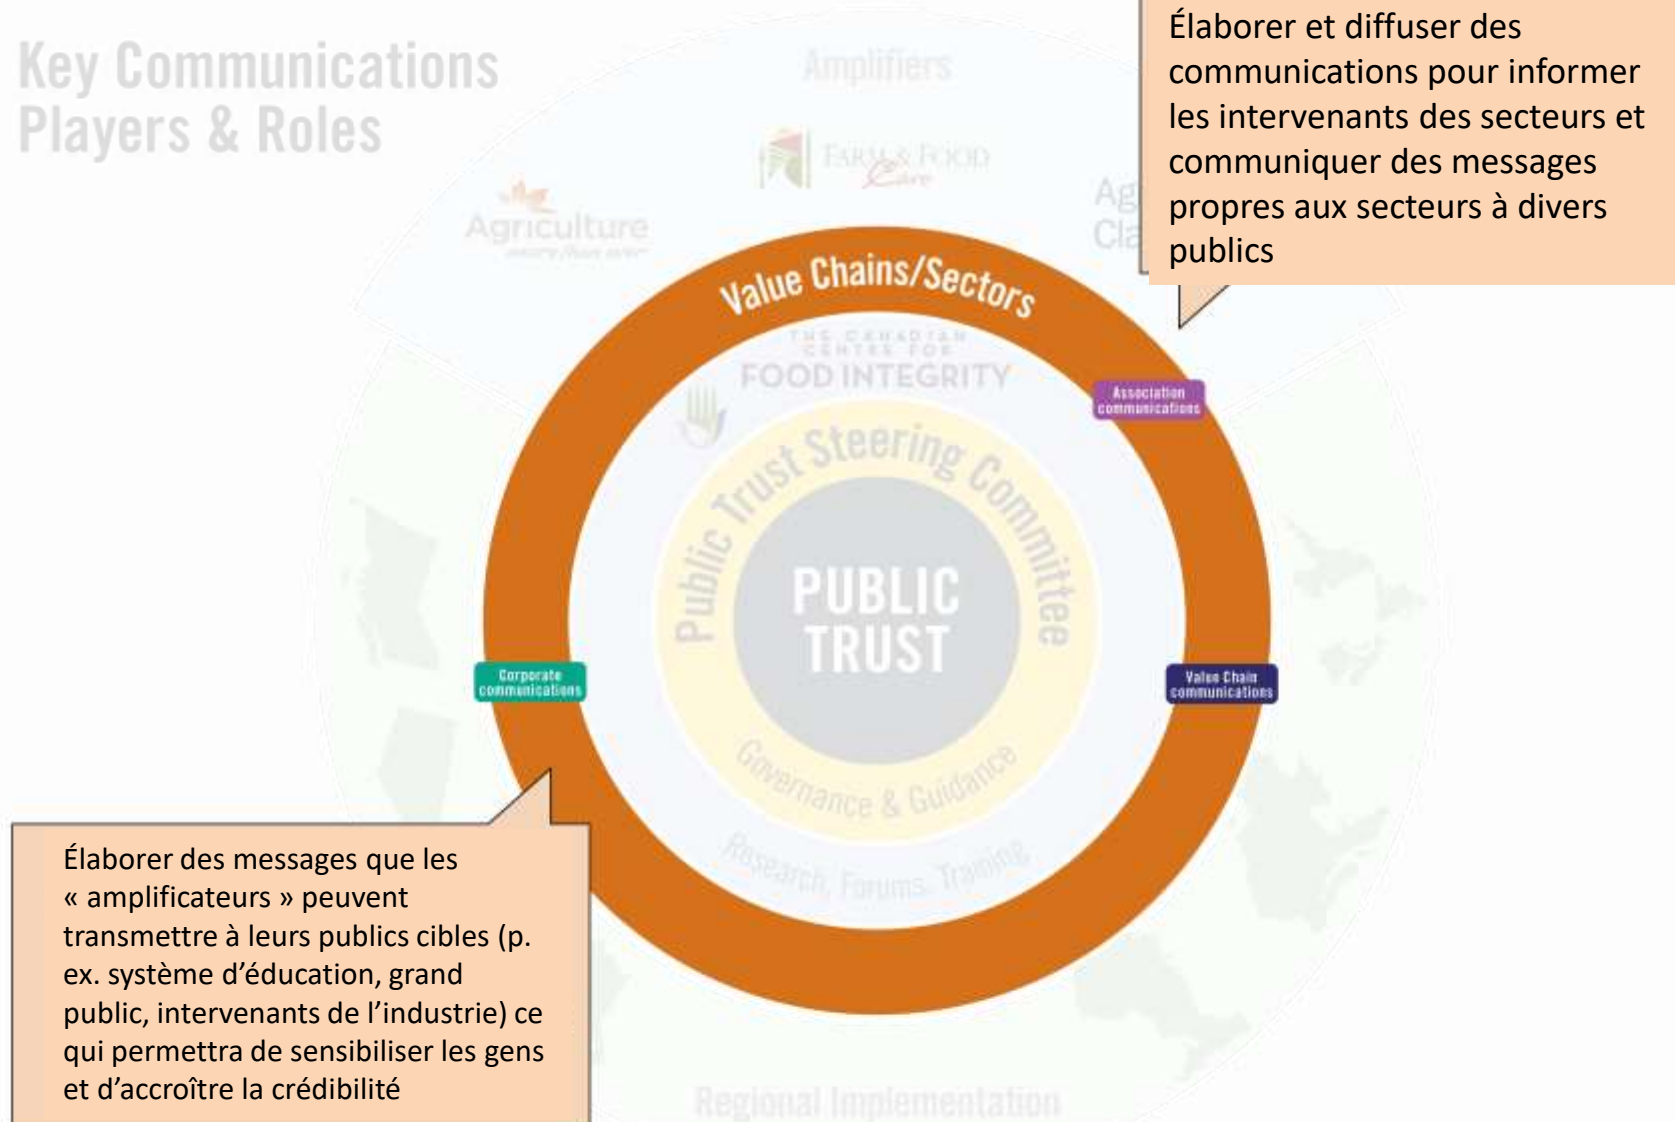 Key Communications
Players & Roles
Amplifiers
Élaborer et diffuser des
communications pour informer
les intervenants des secteurs et
communiquer des messages
propres aux secteurs à divers
publics
FARM & FOOD
Care
Agriculture
Ag
Cla
Value Chains/Sectors
THE CANADIAN
CENTRE FOR
FOOD INTEGRITY
Association
communications
Public Trust Steering Committee
PUBLIC
TRUST
Corporate
communications
Value Chain
communications
Governance & Guidance
Research, Forums, Training
Élaborer des messages que les
« amplificateurs » peuvent
transmettre à leurs publics cibles (p.
ex. système d’éducation, grand
public, intervenants de l’industrie) ce
qui permettra de sensibiliser les gens
et d’accroître la crédibilité
Regional Implementation